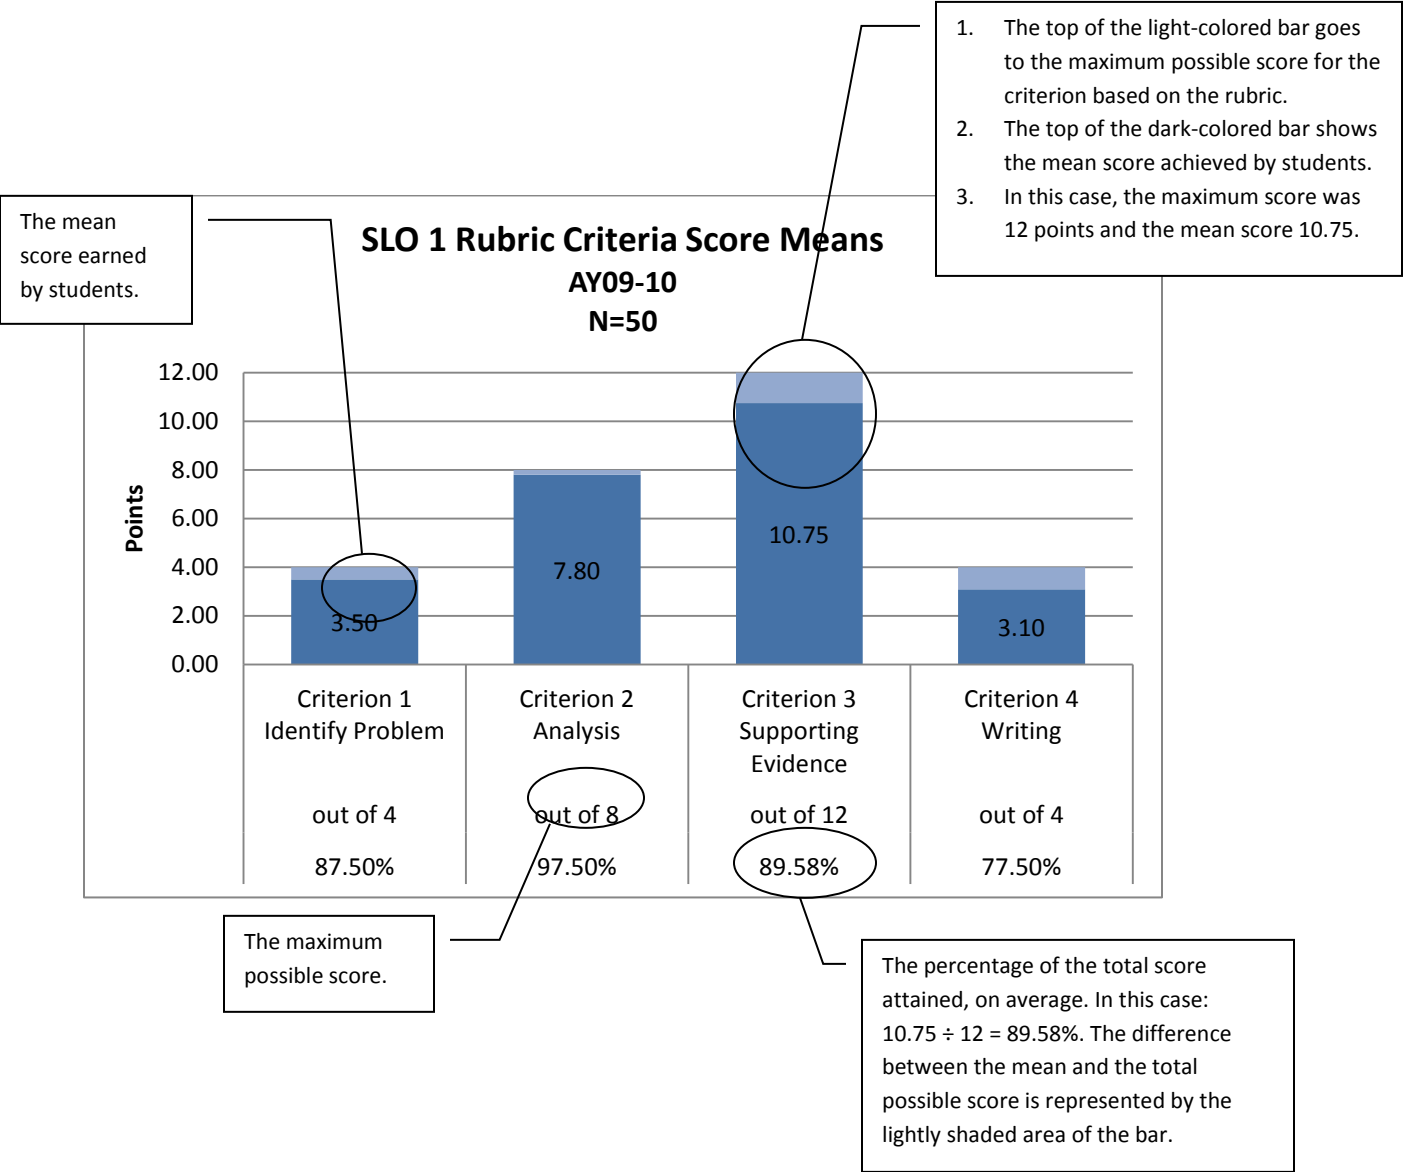 1. The top of the light-colored bar goes
to the maximum possible score for the
criterion based on the rubric.
2. The top of the dark-colored bar shows
the mean score achieved by students.
3. In this case, the maximum score was
12 points and the mean score 10.75.
The mean
score earned
by students.
SLO 1 Rubric Criteria Score Means
AY09-10
N=50
Points
12.00
10.00
8.00
6.00
4.00
2.00
0.00
3.50
7.80
10.75
3.10
Criterion 1
Identify Problem
out of 4
87.50%
Criterion 2
Analysis
out of 8
97.50%
Criterion 3
Supporting
Evidence
out of 12
89.58%
Criterion 4
Writing
out of 4
77.50%
The maximum
possible score.
The percentage of the total score
attained, on average. In this case:
10.75 ÷ 12 = 89.58%. The difference
between the mean and the total
possible score is represented by the
lightly shaded area of the bar.